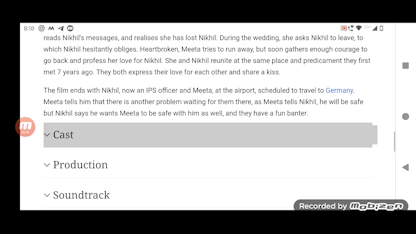 8:18
reads Nikhil's messages, and realises she has lost Nikhil. During the wedding, she asks Nikhil to leave, to
which Nikhil hesitantly obliges. Heartbroken, Meeta tries to run away, but soon gathers enough courage to
go back and profess her love for Nikhil. She and Nikhil reunite at the same place and predicament they first
met 7 years ago. They both express their love for each other and share a kiss.
The film ends with Nikhil, now an IPS officer and Meeta, at the airport, scheduled to travel to Germany.
Meeta tells him that there is another problem waiting for them there, as Meeta tells Nikhil, he will be safe
but Nikhil says he wants Meeta to be safe with him as well, and they have a fun banter.
Cast
Production
Soundtrack
Recorded by Mobizen